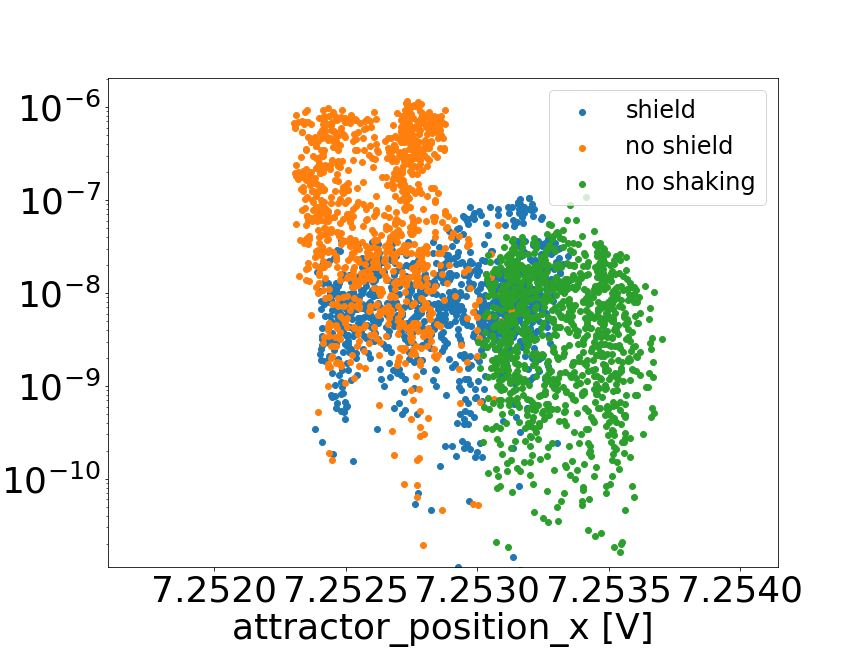 10⁻⁶
10⁻⁷
10⁻⁸
10⁻⁹
10⁻¹⁰
shield
no shield
no shaking
7.2520 7.2525 7.2530 7.2535 7.2540
attractor_position_x [V]